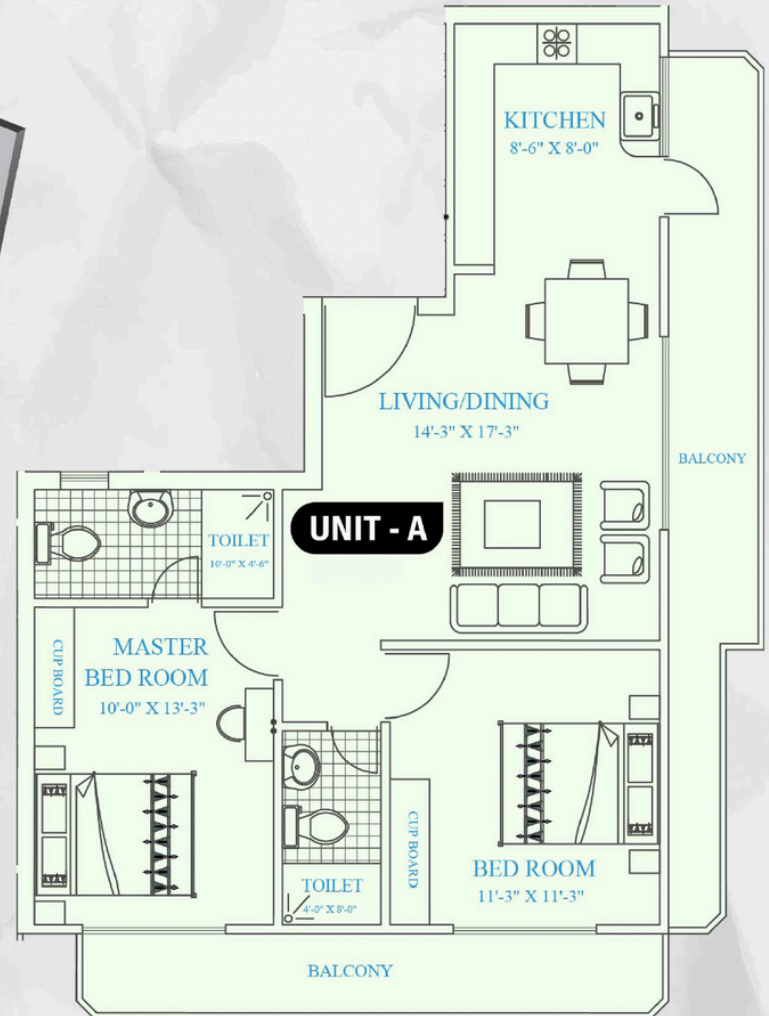 KITCHEN
8'-6" X 8'-0"
LIVING/DINING
14'-3" X 17'-3"
BALCONY
UNIT - A
TOILET
10'-0" X 4'-6"
CUP BOARD
MASTER
BED ROOM
10'-0" X 13'-3"
CUP BOARD
BED ROOM
11'-3" X 11'-3"
TOILET
4'-0" X 8'-0"
BALCONY